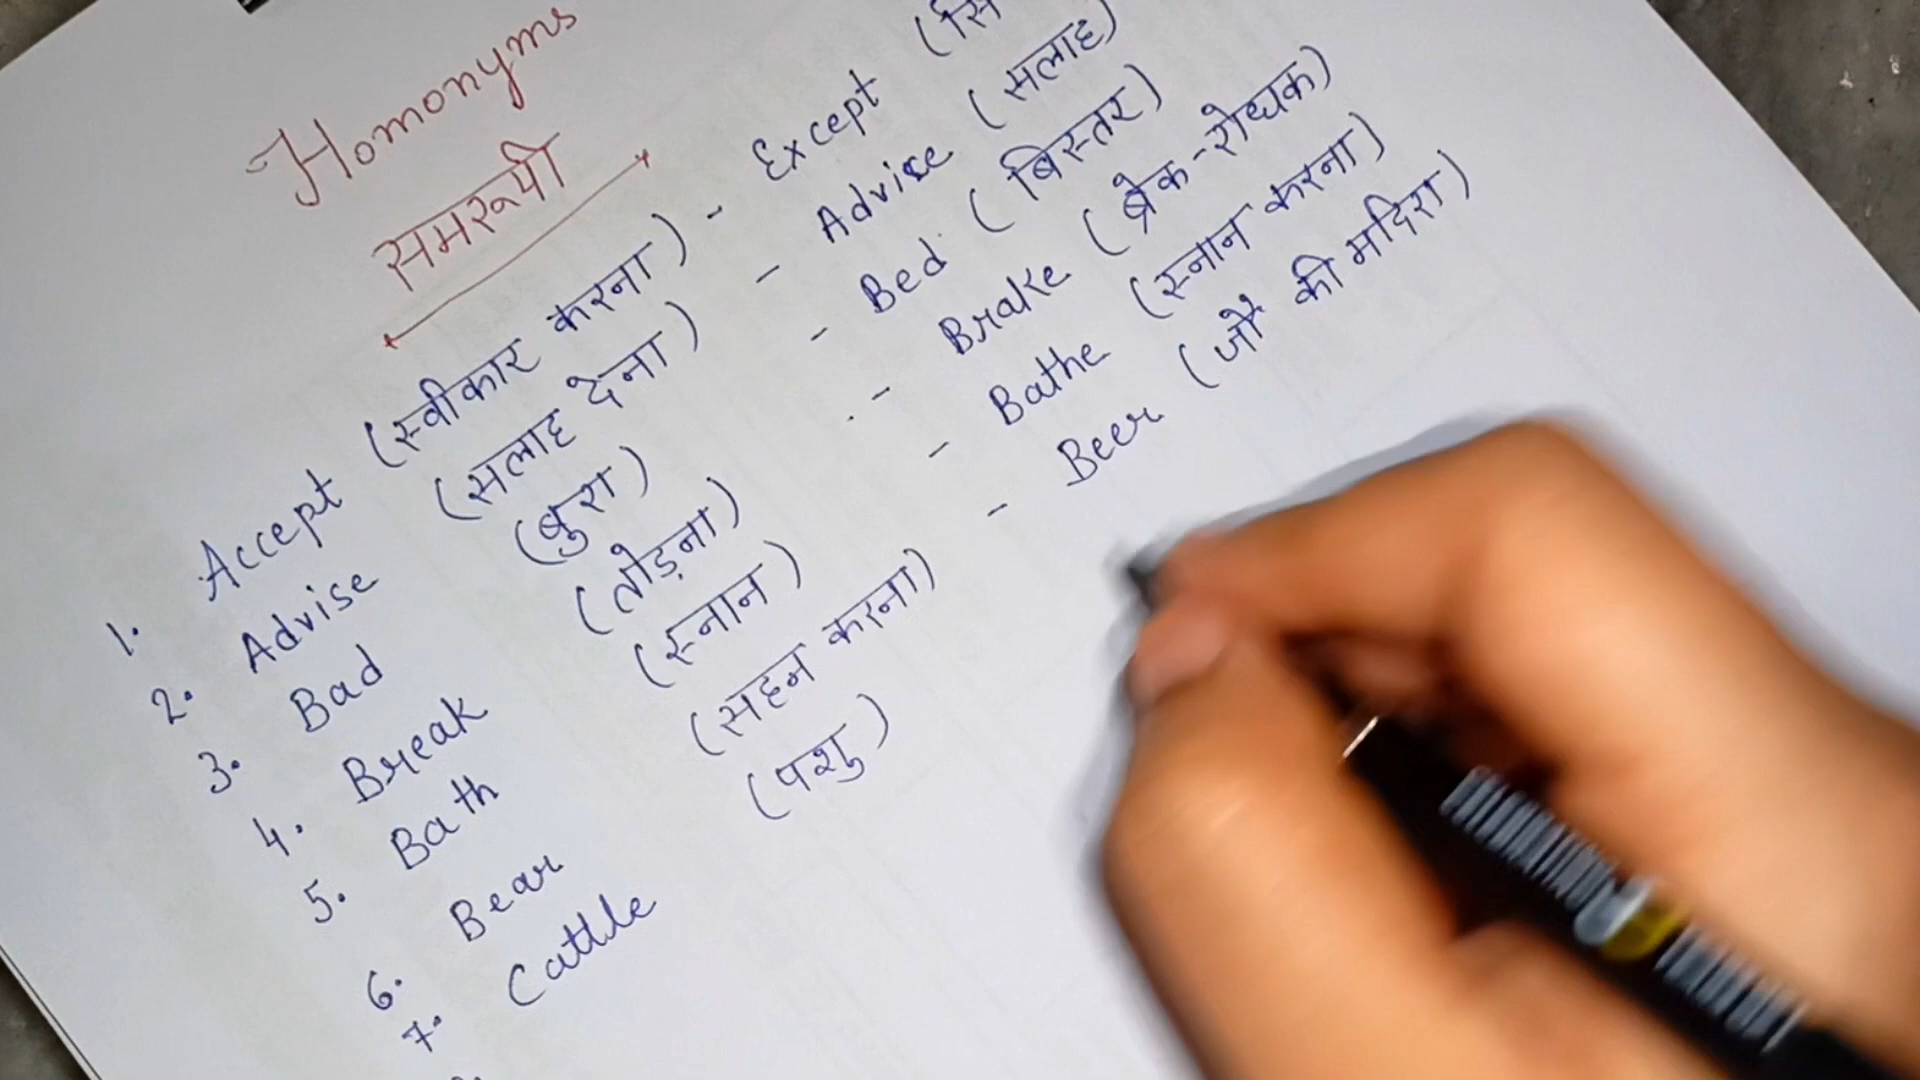 Homonyms
समरूपी
1. Accept (स्वीकार करना) - Except (सि
2. Advise (सलाह देना) - Advice (सलाह)
3. Bad (बुरा) - Bed (बिस्तर)
4. Break (तोड़ना) - Brake (ब्रेक-रोधक)
5. Bath (स्नान) - Bathe (स्नान करना)
6. Bear (सहन करना) - Beer (जौ की मदिरा)
7. Cattle (पशु)